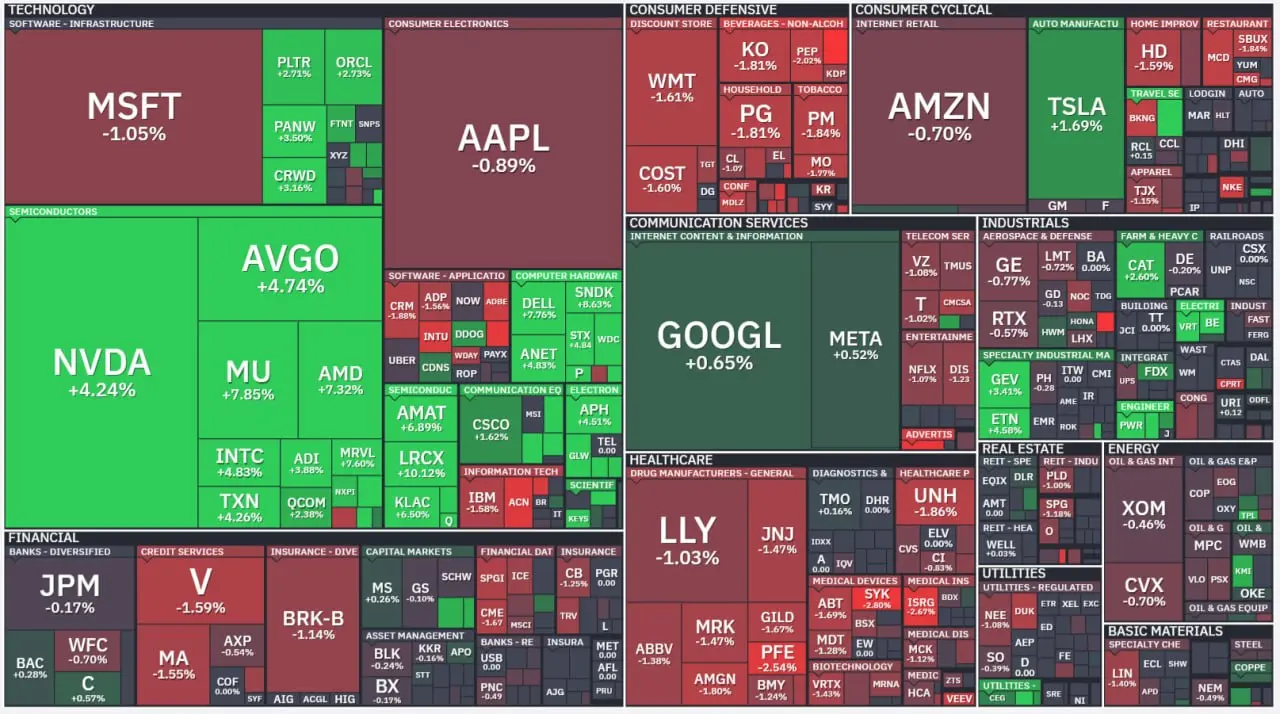 TECHNOLOGY
SOFTWARE - INFRASTRUCTURE
MSFT
-1.05%
PLTR
+2.71%
ORCL
+2.73%
PANW
+3.50%
FTNT
SNPS
XYZ
CRWD
+3.16%
CONSUMER ELECTRONICS
AAPL
-0.89%
SEMICONDUCTORS
NVDA
+4.24%
AVGO
+4.74%
MU
+7.85%
AMD
+7.32%
INTC
+4.83%
ADI
+3.88%
MRVL
+7.60%
TXN
+4.26%
QCOM
+2.38%
NXPI
SOFTWARE - APPLICATIO
CRM
-1.88%
ADP
-1.56%
NOW
ADBE
INTU
DDOG
UBER
CDNS
WDAY
PAYX
ROP
COMPUTER HARDWAR
DELL
+7.76%
SNDK
+8.63%
ANET
+4.83%
STX
+4.84
WDC
P
SEMICONDUC
AMAT
+6.89%
LRCX
+10.12%
KLAC
+6.50%
Q
COMMUNICATION EQ
CSCO
+1.62%
MSI
INFORMATION TECH
IBM
-1.58%
ACN
BR
IT
ELECTRON
APH
+4.51%
GLW
TEL
0.00
SCIENTIF
KEYS
FINANCIAL
BANKS - DIVERSIFIED
JPM
-0.17%
BAC
+0.28%
WFC
-0.70%
C
+0.57%
CREDIT SERVICES
V
-1.59%
MA
-1.55%
AXP
-0.54%
COF
0.00%
SYF
INSURANCE - DIVE
BRK-B
-1.14%
AIG
ACGL
HIG
CAPITAL MARKETS
MS
+0.26%
GS
-0.10%
SCHW
ASSET MANAGEMENT
BLK
-0.24%
KKR
-0.16%
APO
BX
-0.17%
STT
FINANCIAL DAT
SPGI
ICE
CME
-1.67
MSCI
BANKS - RE
USB
0.00
PNC
-0.49
INSURANCE
CB
-1.25%
PGR
0.00
TRV
L
INSURA
MET
0.00
AFL
0.00
AJG
PRU
CONSUMER DEFENSIVE
DISCOUNT STORE
WMT
-1.61%
COST
-1.60%
TGT
DG
BEVERAGES - NON-ALCOH
KO
-1.81%
PEP
-2.02%
KDP
HOUSEHOLD
PG
-1.81%
CL
-1.07
EL
TOBACCO
PM
-1.84%
MO
-1.77%
CONF
MDLZ
KR
SYY
CONSUMER CYCLICAL
INTERNET RETAIL
AMZN
-0.70%
AUTO MANUFACTU
TSLA
+1.69%
GM
F
HOME IMPROV
HD
-1.59%
RESTAURANT
MCD
SBUX
-1.84%
YUM
CMG
TRAVEL SE
BKNG
RCL
+0.15
CCL
LODGIN
MAR
HLT
AUTO
DHI
APPAREL
TJX
-1.15%
NKE
IP
COMMUNICATION SERVICES
INTERNET CONTENT & INFORMATION
GOOGL
+0.65%
META
+0.52%
TELECOM SER
VZ
-1.08%
TMUS
T
-1.02%
CMCSA
ENTERTAINME
NFLX
-1.07%
DIS
-1.23
ADVERTIS
INDUSTRIALS
AEROSPACE & DEFENSE
GE
-0.77%
LMT
-0.72%
BA
0.00%
GD
-0.13
NOC
TDG
RTX
-0.57%
HWM
HONA
LHX
FARM & HEAVY C
CAT
+2.60%
DE
-0.20%
PCAR
RAILROADS
UNP
CSX
0.00%
NSC
BUILDING
JCI
TT
0.00%
ELECTRI
VRT
BE
INDUST
FAST
FERG
SPECIALTY INDUSTRIAL MA
GEV
+3.41%
PH
-0.28
ITW
0.00
CMI
AME
IR
ETN
+4.58%
EMR
ROK
INTEGRAT
UPS
FDX
WAST
WM
CTAS
DAL
CPRT
ENGINEER
PWR
J
CONG
URI
+0.12
ODFL
HEALTHCARE
DRUG MANUFACTURERS - GENERAL
LLY
-1.03%
JNJ
-1.47%
ABBV
-1.38%
MRK
-1.47%
GILD
-1.67%
AMGN
-1.80%
PFE
-2.54%
BMY
-1.24%
DIAGNOSTICS &
TMO
+0.16%
DHR
0.00%
IDXX
A
0.00
IQV
HEALTHCARE P
UNH
-1.86%
CVS
ELV
0.00%
CI
-0.83%
MEDICAL DEVICES
ABT
-1.69%
SYK
-2.80%
BSX
MDT
-1.28%
EW
0.00
MEDICAL INS
ISRG
-2.67%
BDX
MEDICAL DIS
MCK
-1.12%
BIOTECHNOLOGY
VRTX
-1.43%
MRNA
MEDIC
HCA
ZTS
VEEV
REAL ESTATE
REIT - SPE
EQIX
DLR
AMT
0.00
REIT - INDU
PLD
-1.00%
SPG
-1.18%
O
REIT - HEA
WELL
+0.03%
ENERGY
OIL & GAS INT
XOM
-0.46%
CVX
-0.70%
OIL & GAS E&P
COP
EOG
OXY
TPL
OIL & G
MPC
VLO
PSX
OIL &
WMB
KMI
OKE
OIL & GAS EQUIP
UTILITIES
UTILITIES - REGULATED
NEE
-1.08%
DUK
ETR
XEL
EXC
AEP
ED
SO
-0.39%
D
0.00
FE
UTILITIES -
CEG
SRE
NI
BASIC MATERIALS
SPECIALTY CHE
LIN
-1.40%
ECL
SHW
APD
STEEL
COPPE
NEM
-0.49%